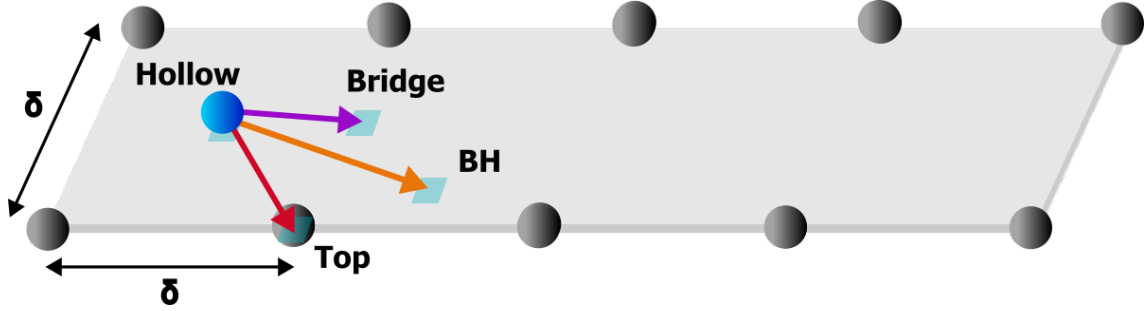 Hollow
Bridge
δ
BH
Top
δ